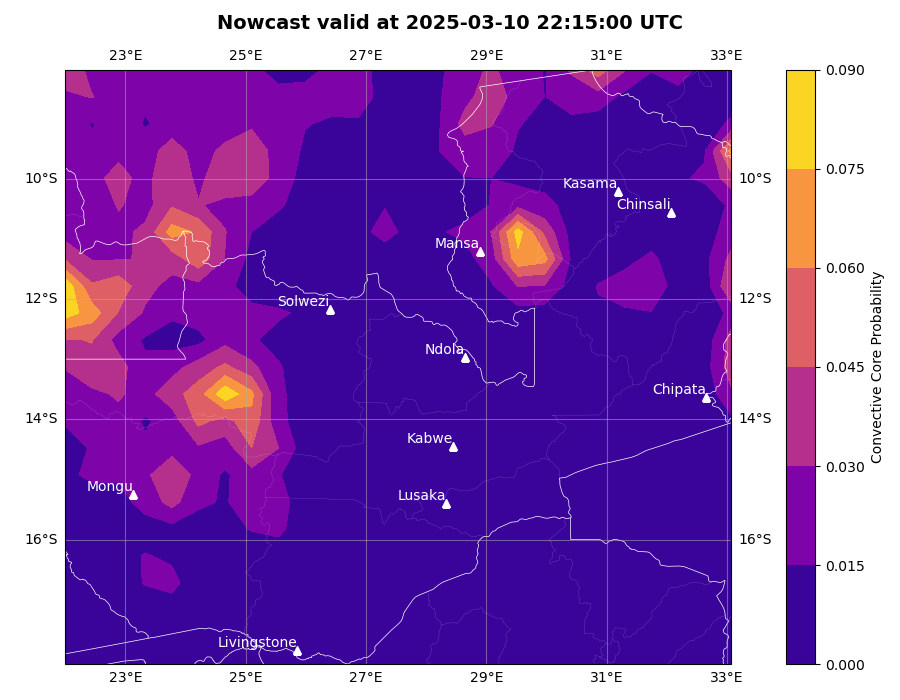 Nowcast valid at 2025-03-10 22:15:00 UTC
23°E 25°E 27°E 29°E 31°E 33°E
0.090
0.075
10°S 10°S
Kasama
Chinsali
Mansa
0.060
12°S 12°S
Solwezi
Ndola
0.045
Chipata
14°S 14°S
Kabwe
0.030
Mongu
Lusaka
16°S 16°S
0.015
Livingstone
0.000
23°E 25°E 27°E 29°E 31°E 33°E
Convective Core Probability